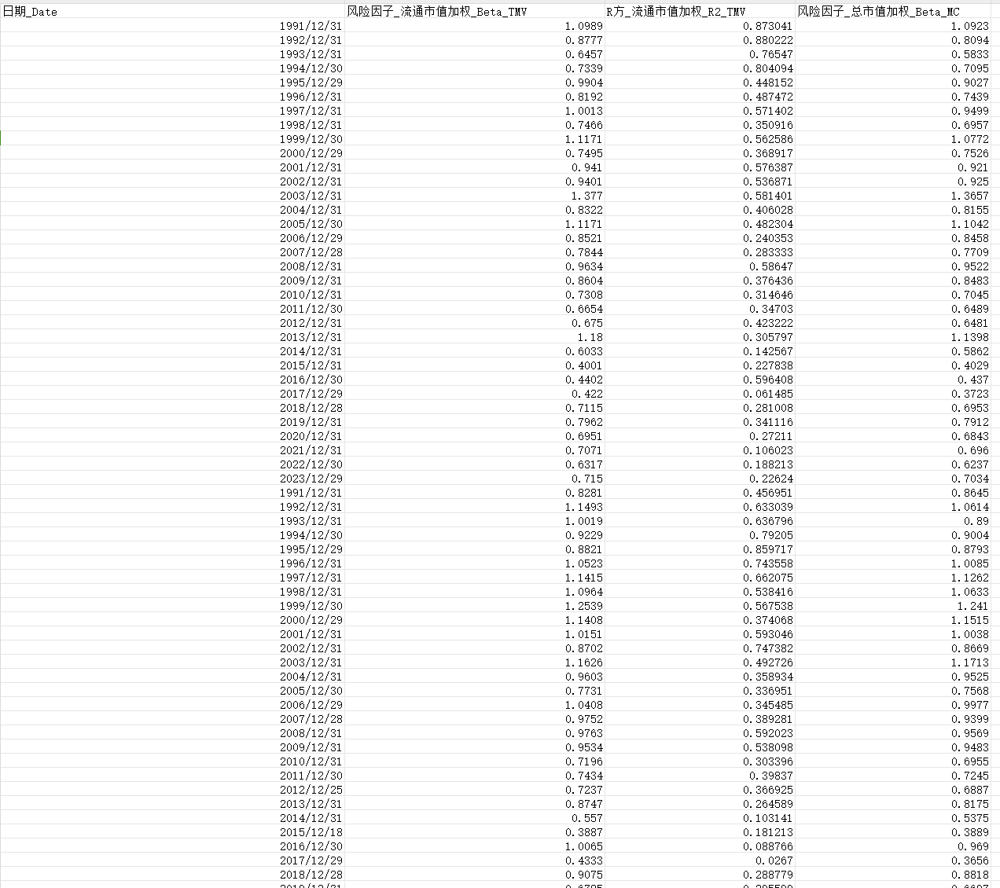 日期_Date 风险因子_流通市值加权_Beta_TMV R方_流通市值加权_R2_TMV 风险因子_总市值加权_Beta_MC
1991/12/31 1.0989 0.873041 1.0923
1992/12/31 0.8777 0.880222 0.8094
1993/12/31 0.6457 0.76547 0.5833
1994/12/30 0.7339 0.804094 0.7095
1995/12/29 0.9904 0.448152 0.9027
1996/12/31 0.8192 0.487472 0.7439
1997/12/31 1.0013 0.571402 0.9499
1998/12/31 0.7466 0.350916 0.6957
1999/12/30 1.1171 0.562586 1.0772
2000/12/29 0.7495 0.368917 0.7526
2001/12/31 0.941 0.576387 0.921
2002/12/31 0.9401 0.536871 0.925
2003/12/31 1.377 0.581401 1.3657
2004/12/31 0.8322 0.406028 0.8155
2005/12/30 1.1171 0.482304 1.1042
2006/12/29 0.8521 0.240353 0.8458
2007/12/28 0.7844 0.283333 0.7709
2008/12/31 0.9634 0.58647 0.9522
2009/12/31 0.8604 0.376436 0.8483
2010/12/31 0.7308 0.314646 0.7045
2011/12/30 0.6654 0.34703 0.6489
2012/12/31 0.675 0.423222 0.6481
2013/12/31 1.18 0.305797 1.1398
2014/12/31 0.6033 0.142567 0.5862
2015/12/31 0.4001 0.227838 0.4029
2016/12/30 0.4402 0.596408 0.437
2017/12/29 0.422 0.061485 0.3723
2018/12/28 0.7115 0.281008 0.6953
2019/12/31 0.7962 0.341116 0.7912
2020/12/31 0.6951 0.27211 0.6843
2021/12/31 0.7071 0.106023 0.696
2022/12/30 0.6317 0.188213 0.6237
2023/12/29 0.715 0.22624 0.7034
1991/12/31 0.8281 0.456951 0.8645
1992/12/31 1.1493 0.633039 1.0614
1993/12/31 1.0019 0.636796 0.89
1994/12/30 0.9229 0.79205 0.9004
1995/12/29 0.8821 0.859717 0.8793
1996/12/31 1.0523 0.743558 1.0085
1997/12/31 1.1415 0.662075 1.1262
1998/12/31 1.0964 0.538416 1.0633
1999/12/30 1.2539 0.567538 1.241
2000/12/29 1.1408 0.374068 1.1515
2001/12/31 1.0151 0.593046 1.0038
2002/12/31 0.8702 0.747382 0.8669
2003/12/31 1.1626 0.492726 1.1713
2004/12/31 0.9603 0.358934 0.9525
2005/12/30 0.7731 0.336951 0.7568
2006/12/29 1.0408 0.345485 0.9977
2007/12/28 0.9752 0.389281 0.9399
2008/12/31 0.9763 0.592023 0.9569
2009/12/31 0.9534 0.538098 0.9483
2010/12/31 0.7196 0.303396 0.6955
2011/12/30 0.7434 0.39837 0.7245
2012/12/25 0.7237 0.366925 0.6887
2013/12/31 0.8747 0.264589 0.8175
2014/12/31 0.557 0.103141 0.5375
2015/12/18 0.3887 0.181213 0.3889
2016/12/30 1.0065 0.088766 0.969
2017/12/29 0.4333 0.0267 0.3656
2018/12/28 0.9075 0.288779 0.8818